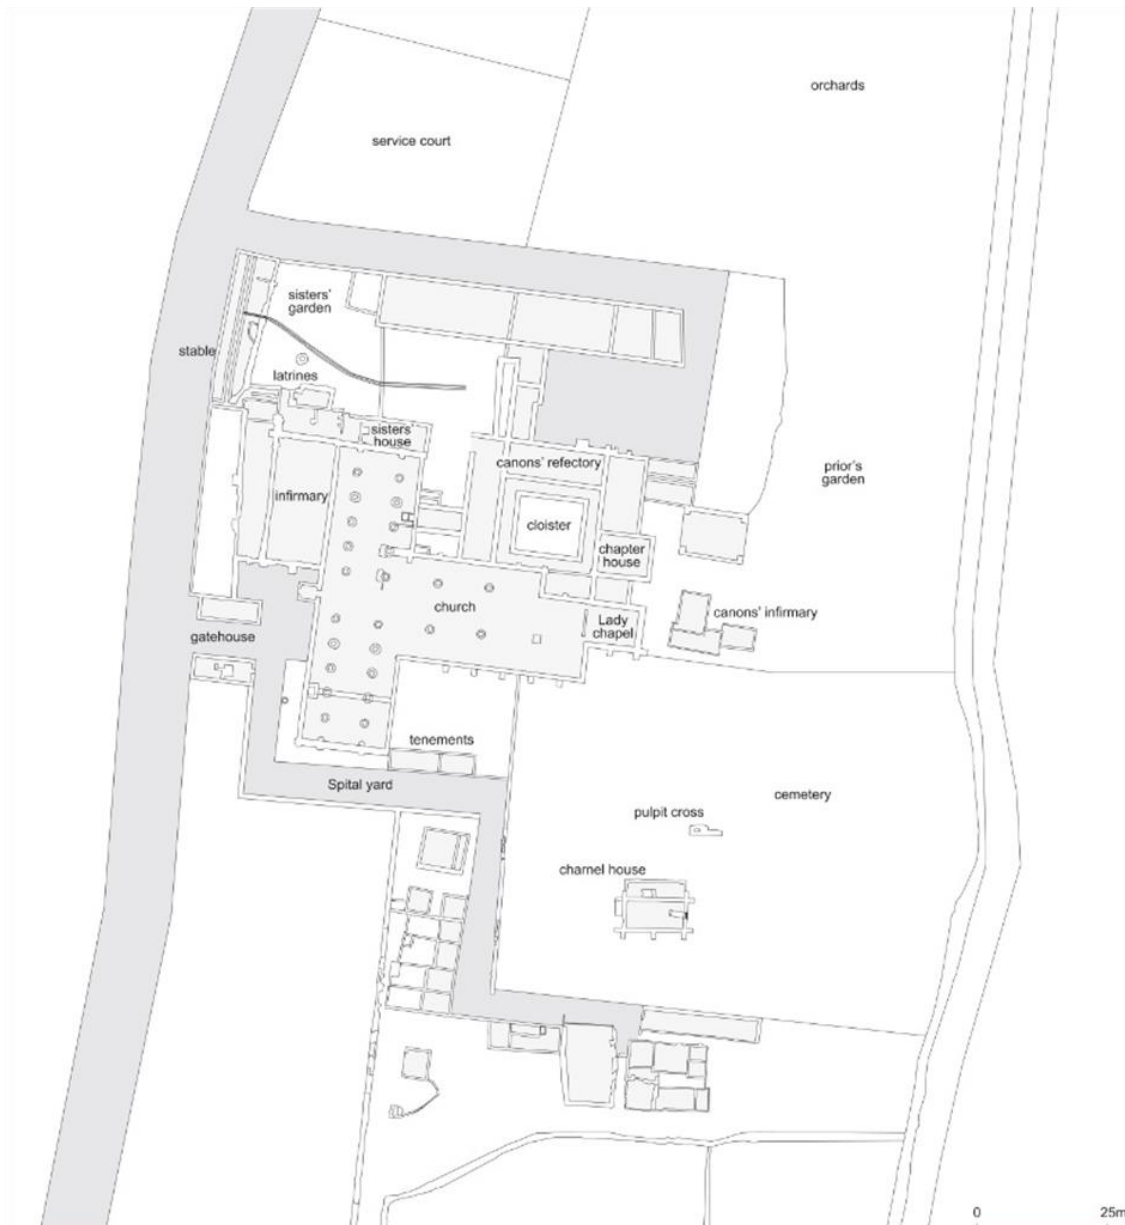 orchards
service court
sisters'
garden
stable
latrines
sisters'
house
canons' refectory
prior's
garden
infirmary
cloister
chapter
house
church
Lady
chapel
canons' infirmary
gatehouse
tenements
Spital yard
cemetery
pulpit cross
charnel house
0 25m